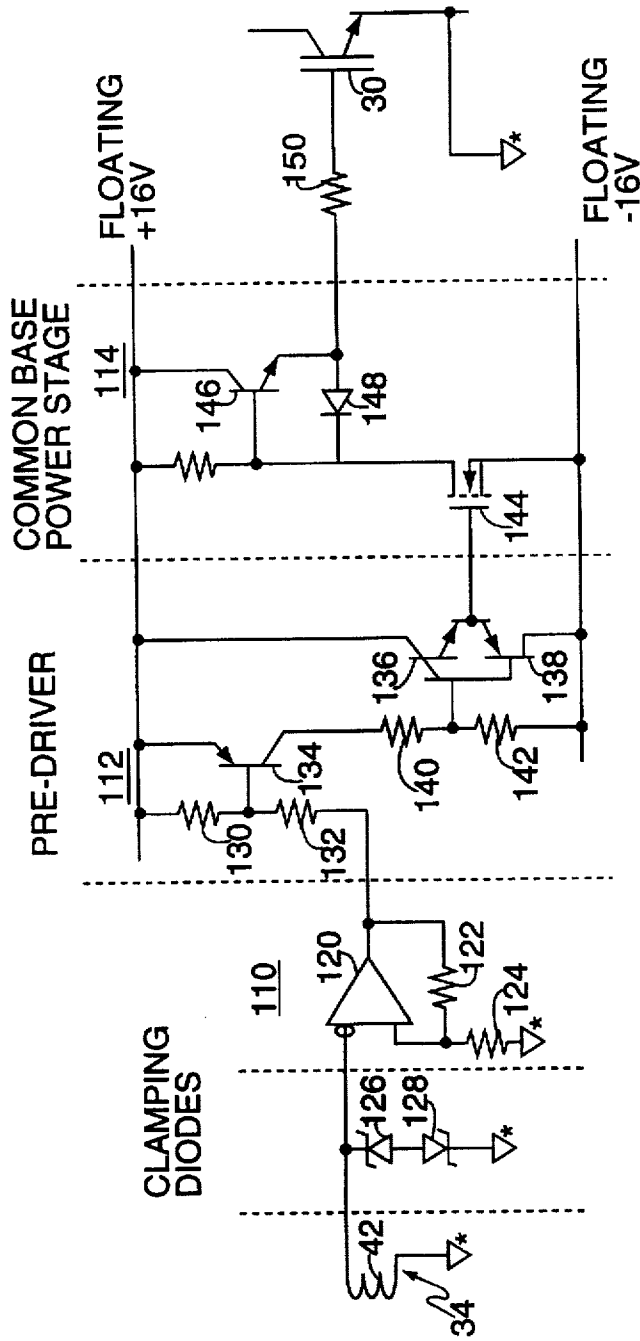 CLAMPING
DIODES
PRE-DRIVER
COMMON BASE
POWER STAGE
FLOATING
+16V
FLOATING
-16V
110
112
114
34
42
126
128
*
*
*
*
120
122
124
130
132
134
136
138
140
142
144
146
148
150
30